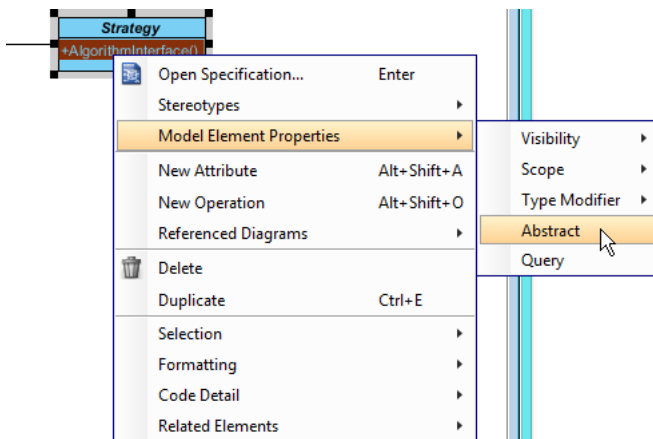 Strategy
+AlgorithmInterface()
Open Specification... Enter
Stereotypes
Model Element Properties
New Attribute Alt+Shift+A
New Operation Alt+Shift+O
Referenced Diagrams
Delete
Duplicate Ctrl+E
Selection
Formatting
Code Detail
Related Elements
Visibility
Scope
Type Modifier
Abstract
Query